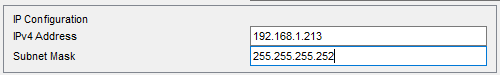 IP Configuration
IPv4 Address 192.168.1.213
Subnet Mask 255.255.255.252